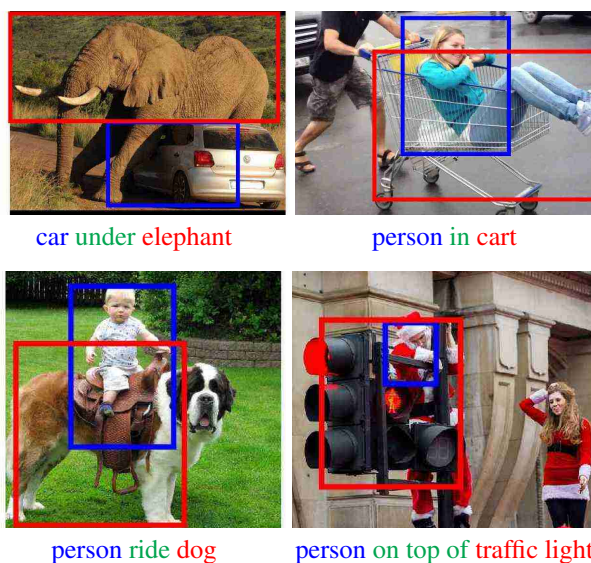 car under elephant
person in cart
person ride dog
person on top of traffic light